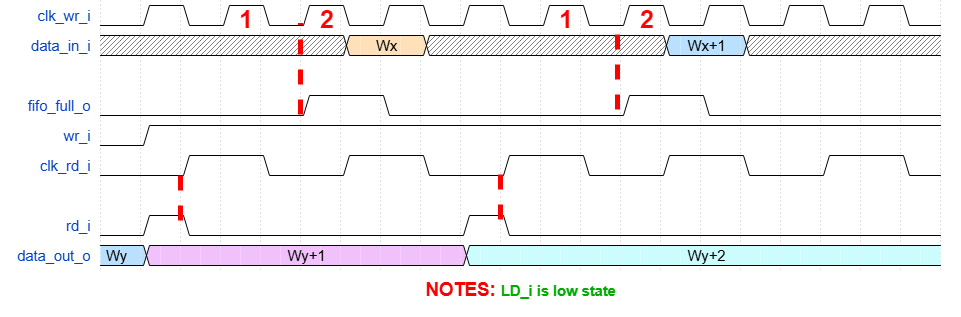 clk_wr_i 1 2 1 2
data_in_i Wx Wx+1
fifo_full_o
wr_i
clk_rd_i
rd_i
data_out_o Wy Wy+1 Wy+2
NOTES: LD_i is low state